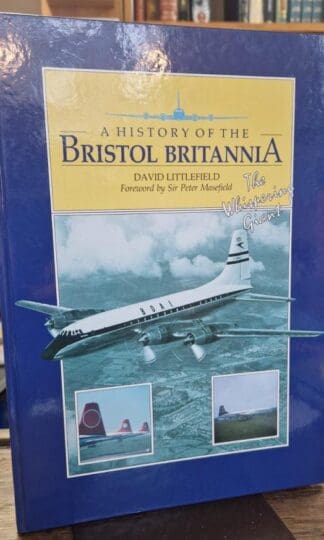 A HISTORY OF THE
BRISTOL BRITANNIA
DAVID LITTLEFIELD
Foreword by Sir Peter Masefield
The
Whispering
Giant
BOAC